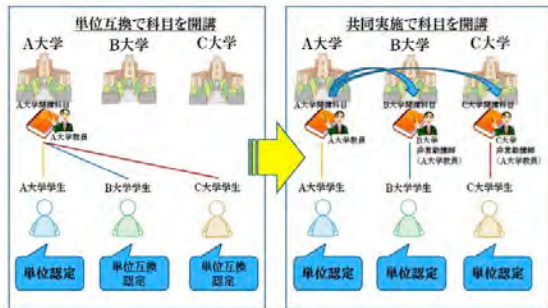 単位互換で科目を開講
A大学 B大学 C大学
A大学開講科目
A大学教員
A大学学生 B大学学生 C大学学生
単位認定
単位互換
認定
単位互換
認定
共同実施で科目を開講
A大学 B大学 C大学
A大学開講科目 B大学開講科目 C大学開講科目
A大学教員
B大学
非常勤講師
(A大学教員)
C大学
非常勤講師
(A大学教員)
A大学学生 B大学学生 C大学学生
単位認定 単位認定 単位認定